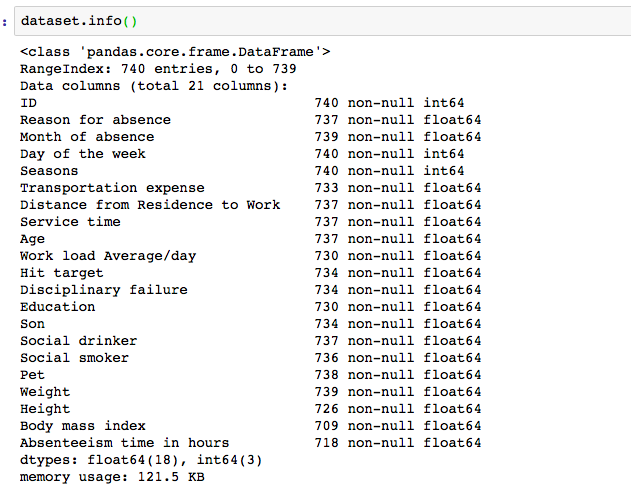 : dataset.info()
<class 'pandas.core.frame.DataFrame'>
RangeIndex: 740 entries, 0 to 739
Data columns (total 21 columns):
ID 740 non-null int64
Reason for absence 737 non-null float64
Month of absence 739 non-null float64
Day of the week 740 non-null int64
Seasons 740 non-null int64
Transportation expense 733 non-null float64
Distance from Residence to Work 737 non-null float64
Service time 737 non-null float64
Age 737 non-null float64
Work load Average/day 730 non-null float64
Hit target 734 non-null float64
Disciplinary failure 734 non-null float64
Education 730 non-null float64
Son 734 non-null float64
Social drinker 737 non-null float64
Social smoker 736 non-null float64
Pet 738 non-null float64
Weight 739 non-null float64
Height 726 non-null float64
Body mass index 709 non-null float64
Absenteeism time in hours 718 non-null float64
dtypes: float64(18), int64(3)
memory usage: 121.5 KB